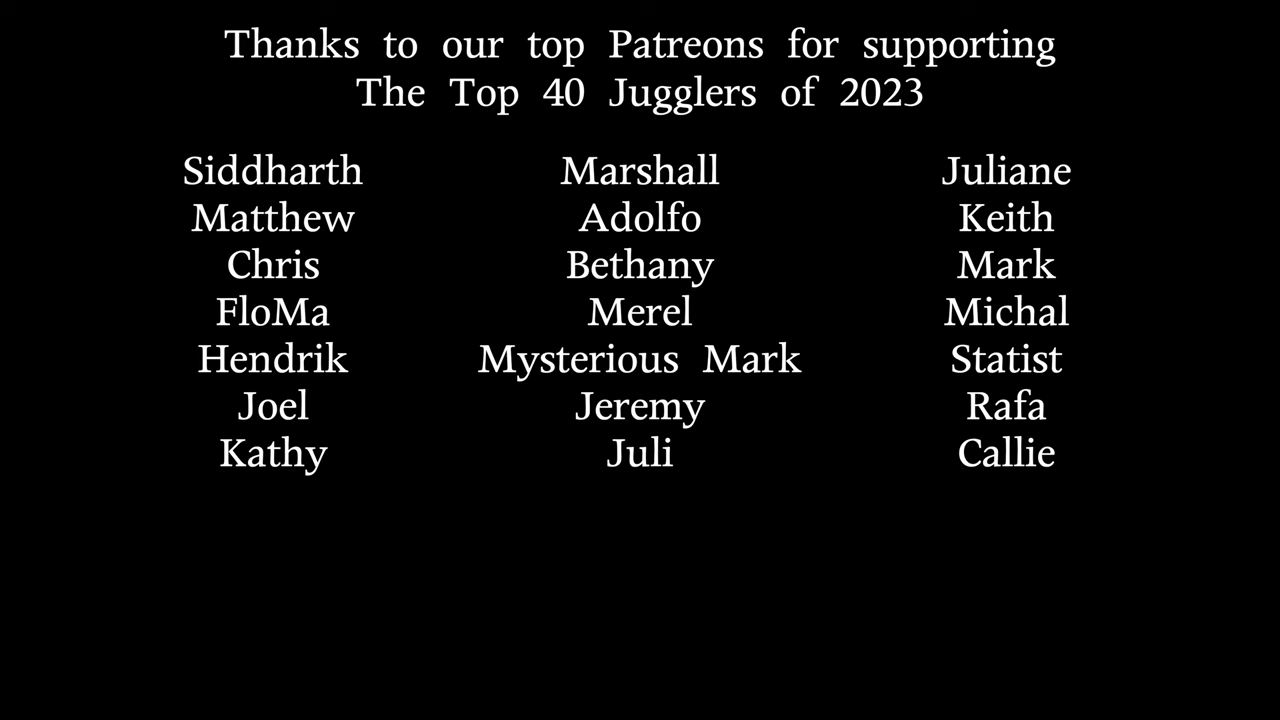 Thanks to our top Patreons for supporting
The Top 40 Jugglers of 2023
Siddharth Marshall Juliane
Matthew Adolfo Keith
Chris Bethany Mark
FloMa Merel Michal
Hendrik Mysterious Mark Statist
Joel Jeremy Rafa
Kathy Juli Callie